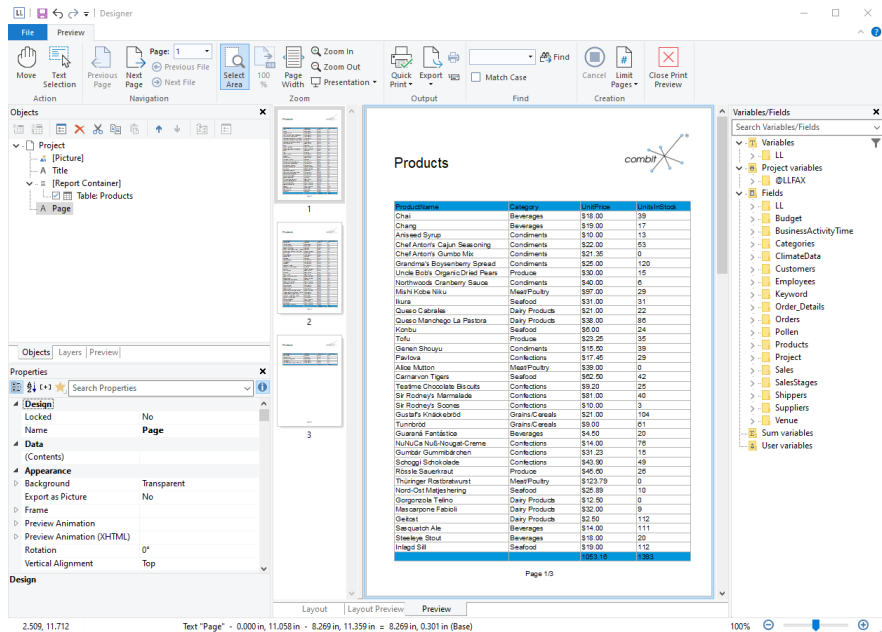 Designer
File Preview
Move
Text Selection
Action
Previous Page
Next Page
Page: 1
Previous File
Next File
Navigation
Select Area
100 %
Page Width
Zoom In
Zoom Out
Presentation
Zoom
Quick Print
Export
Output
Find
Match Case
Find
Cancel
Limit Pages
Creation
Close Print Preview
Objects
Project
[Picture]
A Title
[Report Container]
Table: Products
A Page
Objects Layers Preview
Properties
Search Properties
Design
Locked No
Name Page
Data
(Contents)
Appearance
Background Transparent
Export as Picture No
Frame
Preview Animation
Preview Animation (XHTML)
Rotation 0°
Vertical Alignment Top
Design
1
2
3
Products
combit
ProductName Category UnitPrice UnitsInStock
Chai Beverages $18.00 39
Chang Beverages $19.00 17
Aniseed Syrup Condiments $10.00 13
Chef Anton's Cajun Seasoning Condiments $22.00 53
Chef Anton's Gumbo Mix Condiments $21.35 0
Grandma's Boysenberry Spread Condiments $25.00 120
Uncle Bob's Organic Dried Pears Produce $30.00 15
Northwoods Cranberry Sauce Condiments $40.00 6
Mishi Kobe Niku Meat/Poultry $97.00 29
Ikura Seafood $31.00 31
Queso Cabrales Dairy Products $21.00 22
Queso Manchego La Pastora Dairy Products $38.00 86
Konbu Seafood $6.00 24
Tofu Produce $23.25 35
Genen Shouyu Condiments $15.50 39
Pavlova Confections $17.45 29
Alice Mutton Meat/Poultry $39.00 0
Carnarvon Tigers Seafood $62.50 42
Teatime Chocolate Biscuits Confections $9.20 25
Sir Rodney's Marmalade Confections $81.00 40
Sir Rodney's Scones Confections $10.00 3
Gustaf's Knäckebröd Grains/Cereals $21.00 104
Tunnbröd Grains/Cereals $9.00 61
Guaraná Fantástica Beverages $4.50 20
NuNuCa Nuß-Nougat-Creme Confections $14.00 76
Gumbär Gummibärchen Confections $31.23 15
Schoggi Schokolade Confections $43.90 49
Rössle Sauerkraut Produce $45.60 26
Thüringer Rostbratwurst Meat/Poultry $123.79 0
Nord-Ost Matjeshering Seafood $25.89 10
Gorgonzola Telino Dairy Products $12.50 0
Mascarpone Fabioli Dairy Products $32.00 9
Geitost Dairy Products $2.50 112
Sasquatch Ale Beverages $14.00 111
Steeleye Stout Beverages $18.00 20
Inlagd Sill Seafood $19.00 112
1053.16 1393
Page 1/3
Layout Layout Preview Preview
Variables/Fields
Search Variables/Fields
Variables
LL
Project variables
@LLFAX
Fields
LL
Budget
BusinessActivityTime
Categories
ClimateData
Customers
Employees
Keyword
Order_Details
Orders
Pollen
Products
Project
Sales
SalesStages
Shippers
Suppliers
Venue
Sum variables
User variables
2.509, 11.712
Text "Page" - 0.000 in, 11.058 in - 8.269 in, 11.359 in = 8.269 in, 0.301 in (Base)
100%